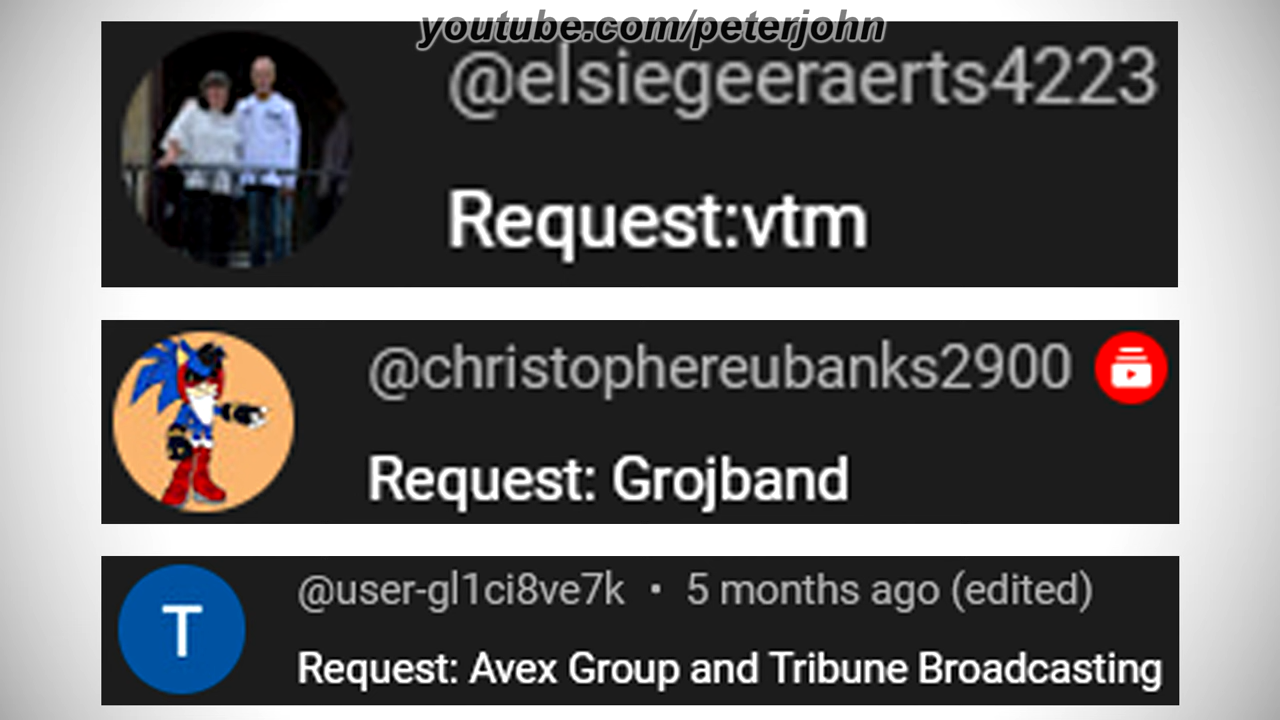 youtube.com/peterjohn
@elsiegeeraerts4223
Request:vtm
@christophereubanks2900
Request: Grojband
T
@user-gl1ci8ve7k • 5 months ago (edited)
Request: Avex Group and Tribune Broadcasting